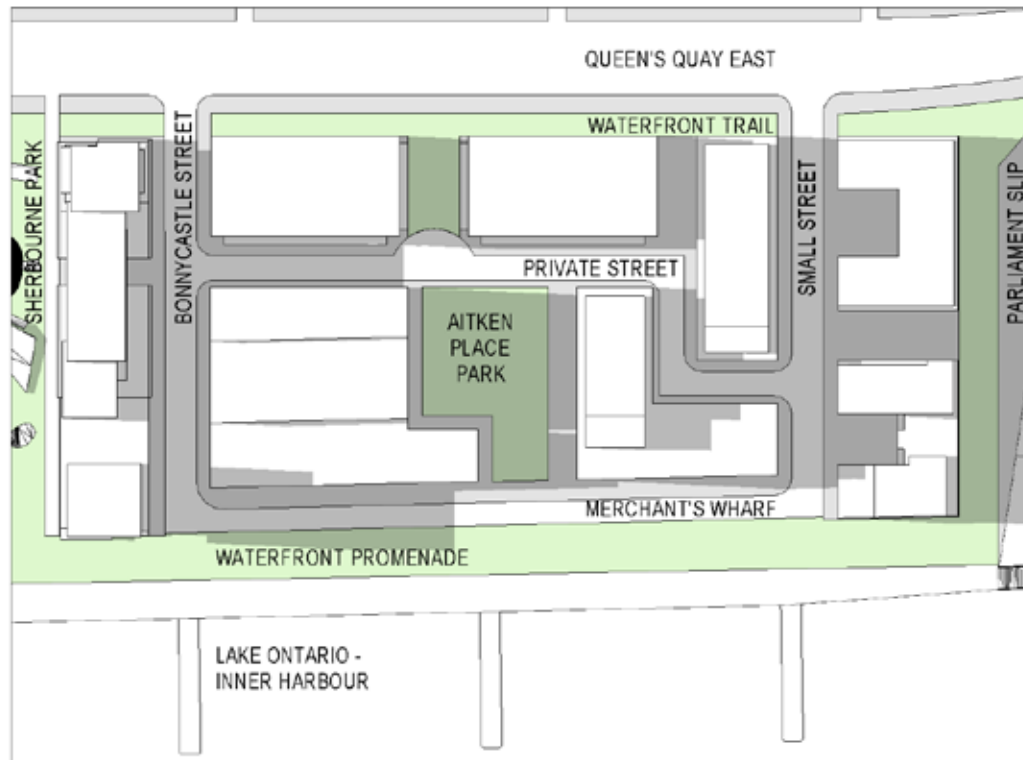 QUEEN'S QUAY EAST
WATERFRONT TRAIL
SHERBOURNE PARK
BONNYCASTLE STREET
SMALL STREET
PARLIAMENT SLIP
PRIVATE STREET
AITKEN
PLACE
PARK
MERCHANT'S WHARF
WATERFRONT PROMENADE
LAKE ONTARIO -
INNER HARBOUR